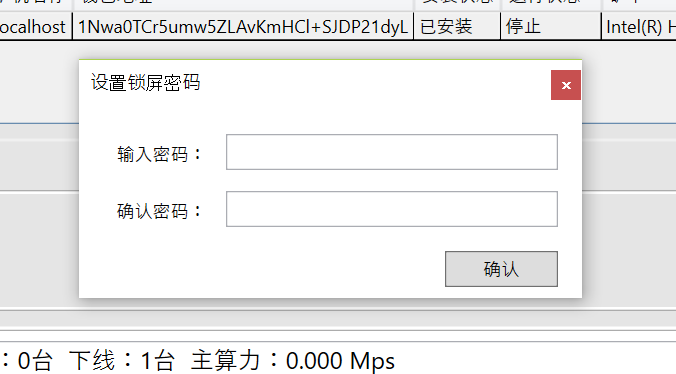 localhost 1Nwa0TCr5umw5ZLAvKmHCl+SJDP21dyL 已安装 停止 Intel(R) H
设置锁屏密码
输入密码：
确认密码：
确认
：0台 下线：1台 主算力：0.000 Mps